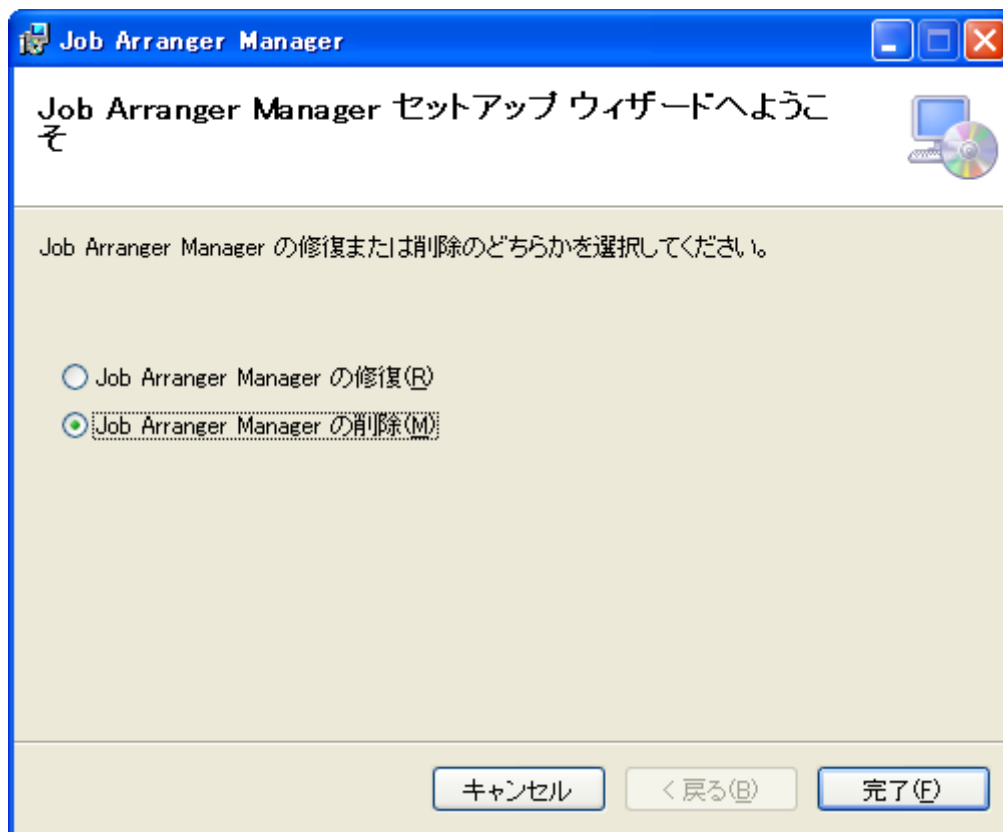 Job Arranger Manager
Job Arranger Manager セットアップ ウィザードへようこ
そ
Job Arranger Manager の修復または削除のどちらかを選択してください。
Job Arranger Manager の修復(R)
Job Arranger Manager の削除(M)
キャンセル
< 戻る(B)
完了(F)